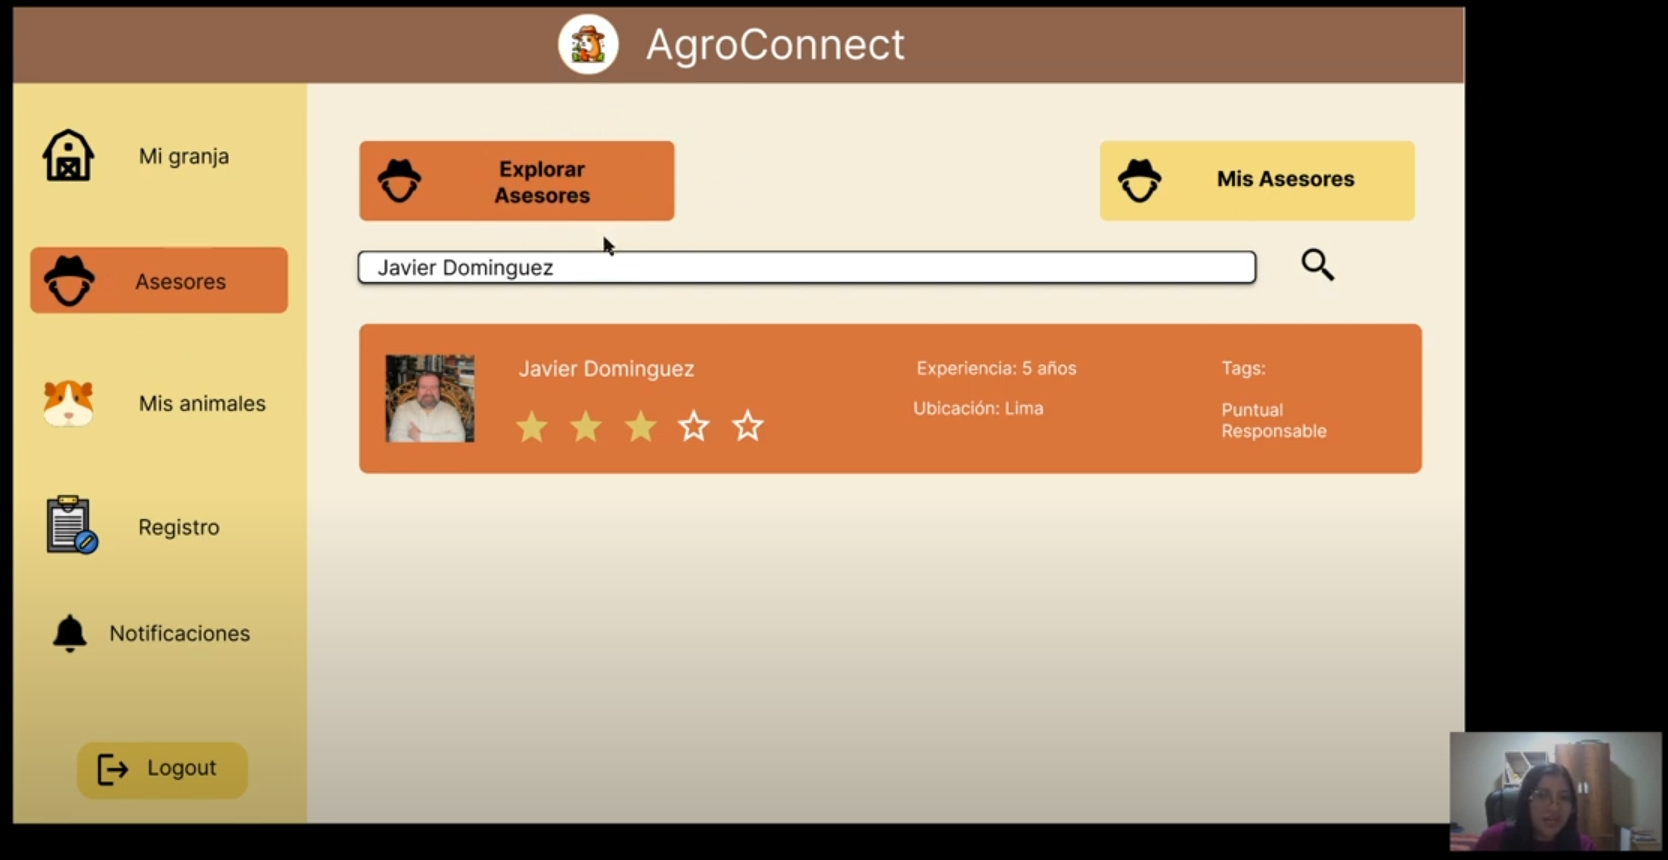 AgroConnect
Mi granja
Asesores
Mis animales
Registro
Notificaciones
Logout
Explorar
Asesores
Mis Asesores
Javier Dominguez
Javier Dominguez
Experiencia: 5 años
Ubicación: Lima
Tags:
Puntual
Responsable